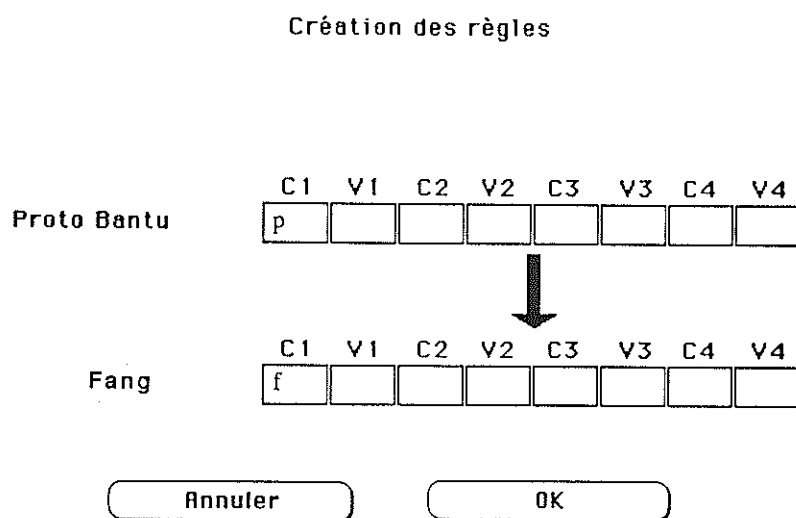 Création des règles
C1 V1 C2 V2 C3 V3 C4 V4
Proto Bantu p
C1 V1 C2 V2 C3 V3 C4 V4
Fang f
Annuler OK